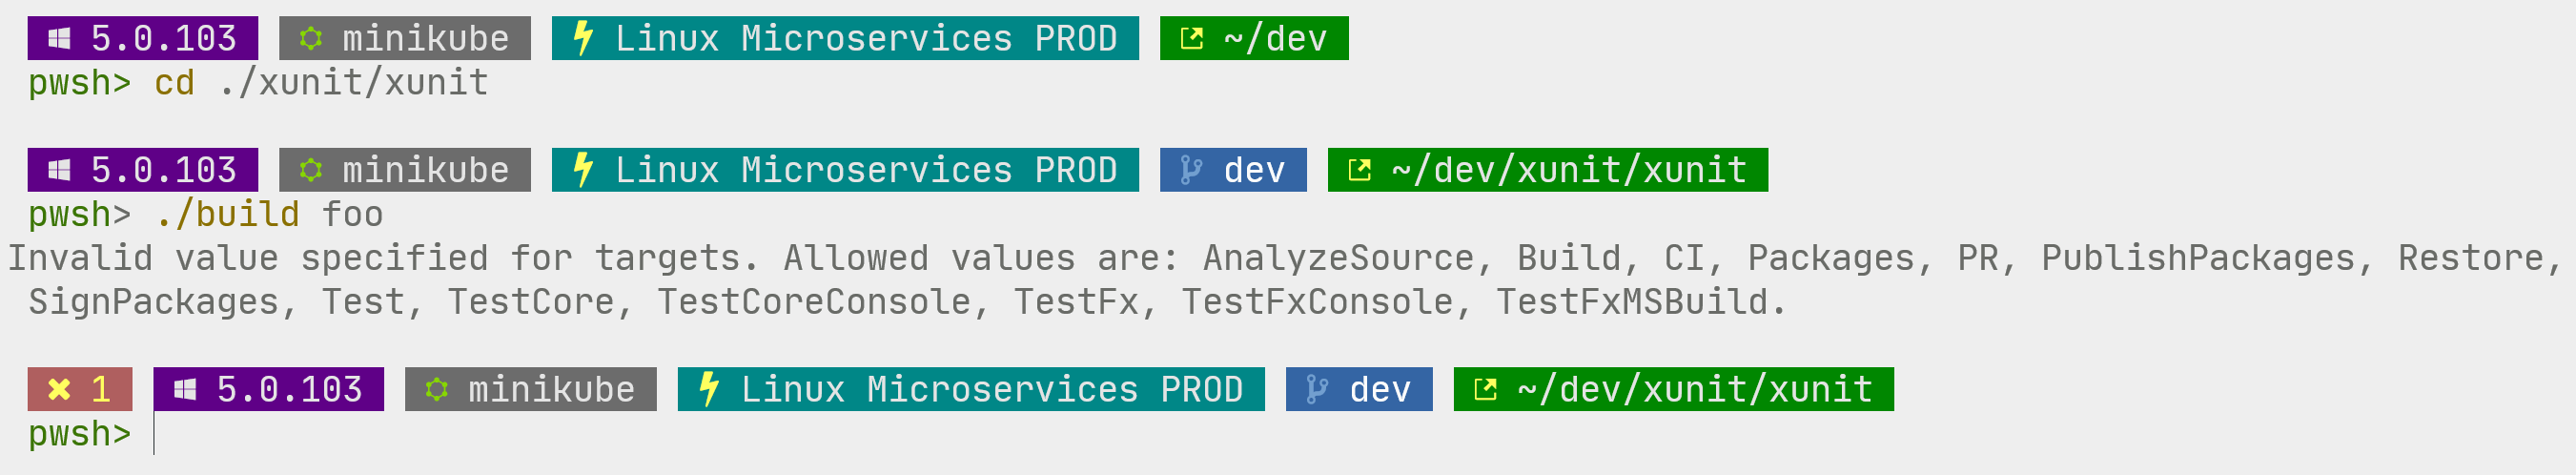 5.0.103 minikube Linux Microservices PROD ~/dev
pwsh> cd ./xunit/xunit
5.0.103 minikube Linux Microservices PROD dev ~/dev/xunit/xunit
pwsh> ./build foo
Invalid value specified for targets. Allowed values are: AnalyzeSource, Build, CI, Packages, PR, PublishPackages, Restore,
SignPackages, Test, TestCore, TestCoreConsole, TestFx, TestFxConsole, TestFxMSBuild.
✖ 1 5.0.103 minikube Linux Microservices PROD dev ~/dev/xunit/xunit
pwsh>